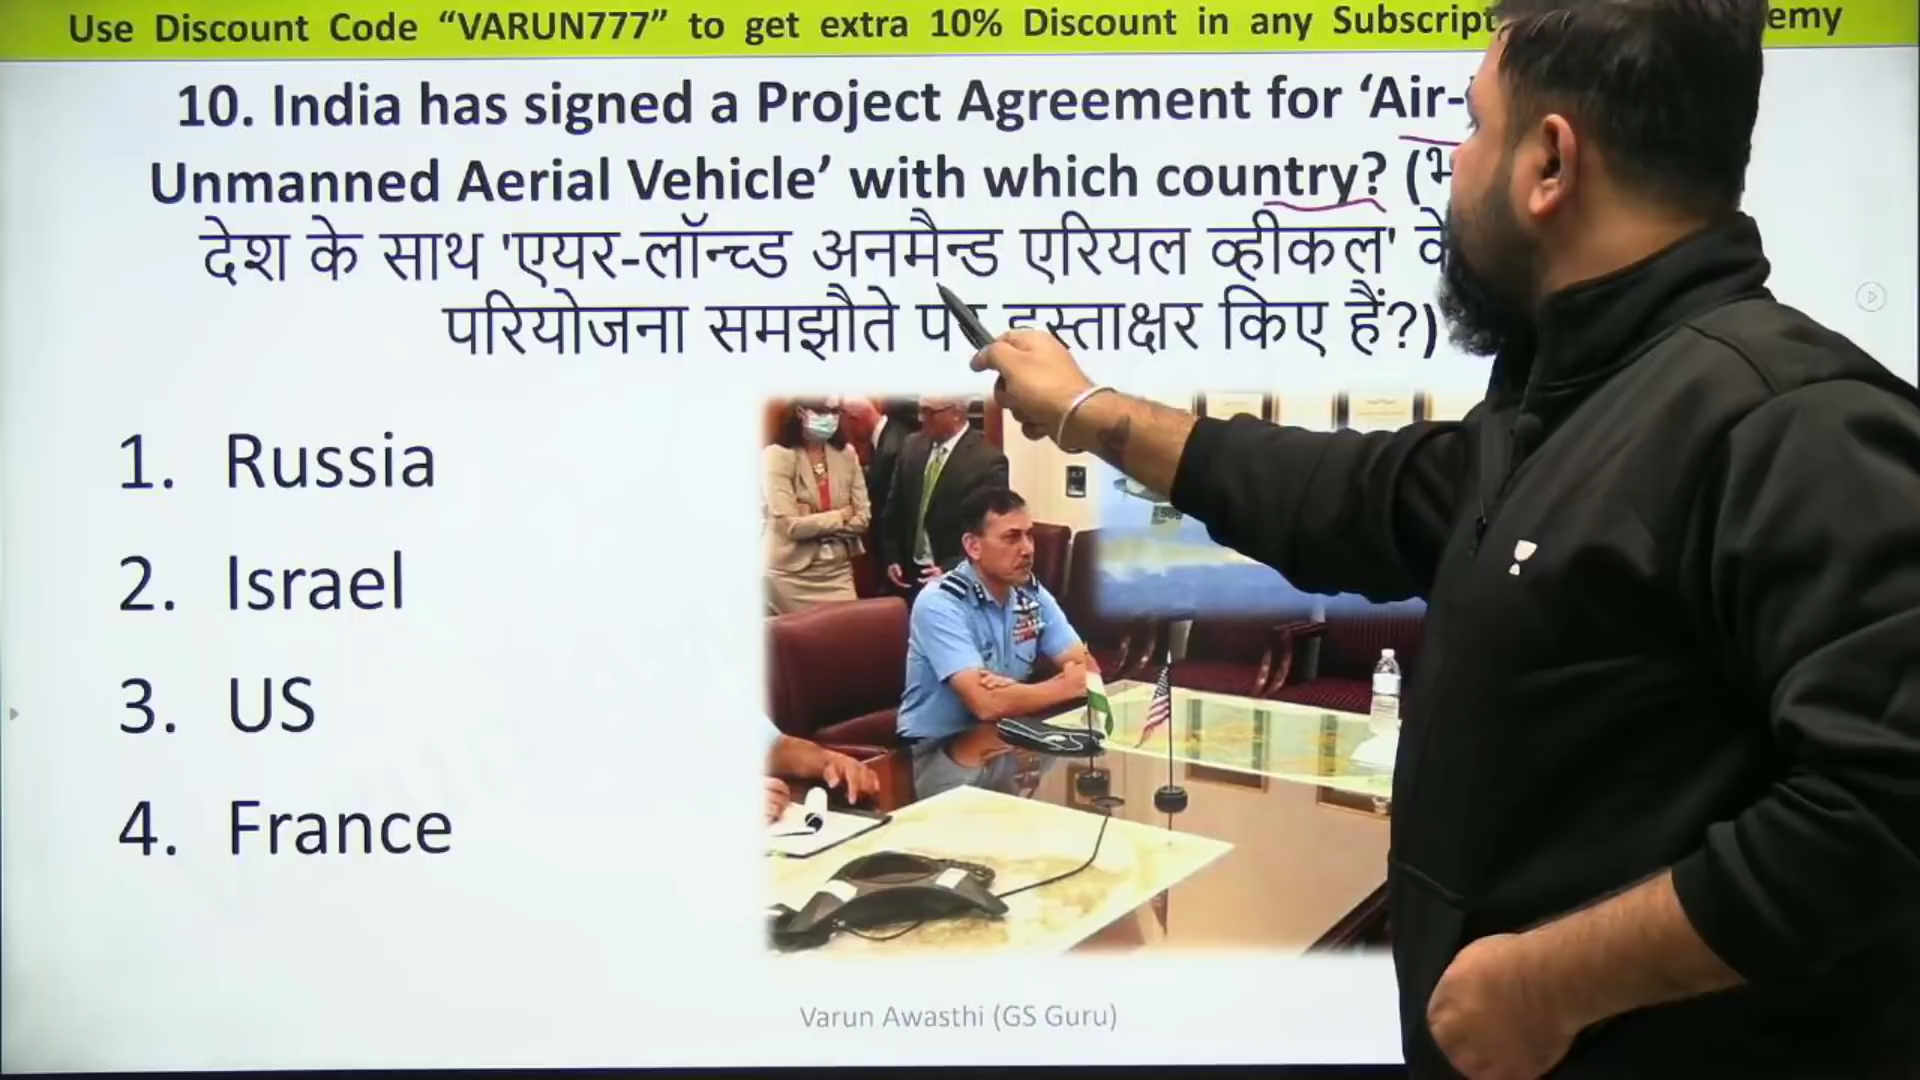 Use Discount Code “VARUN777” to get extra 10% Discount in any
10. India has signed a Project Agreement for ‘Air-
Unmanned Aerial Vehicle’ with which country? (
देश के साथ 'एयर-लॉन्च्ड अनमैन्ड एरियल व्हीकल'
परियोजना समझौते हस्ताक्षर किए हैं?)
1. Russia
2. Israel
3. US
4. France
Varun Awasthi (GS Guru)